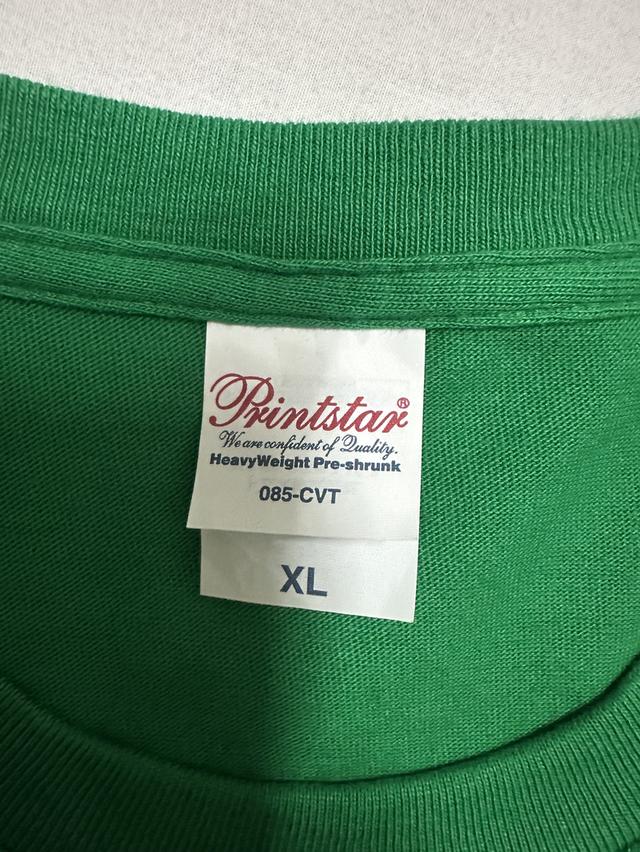 Printstar®
We are confident of Quality.
HeavyWeight Pre-shrunk
085-CVT
XL